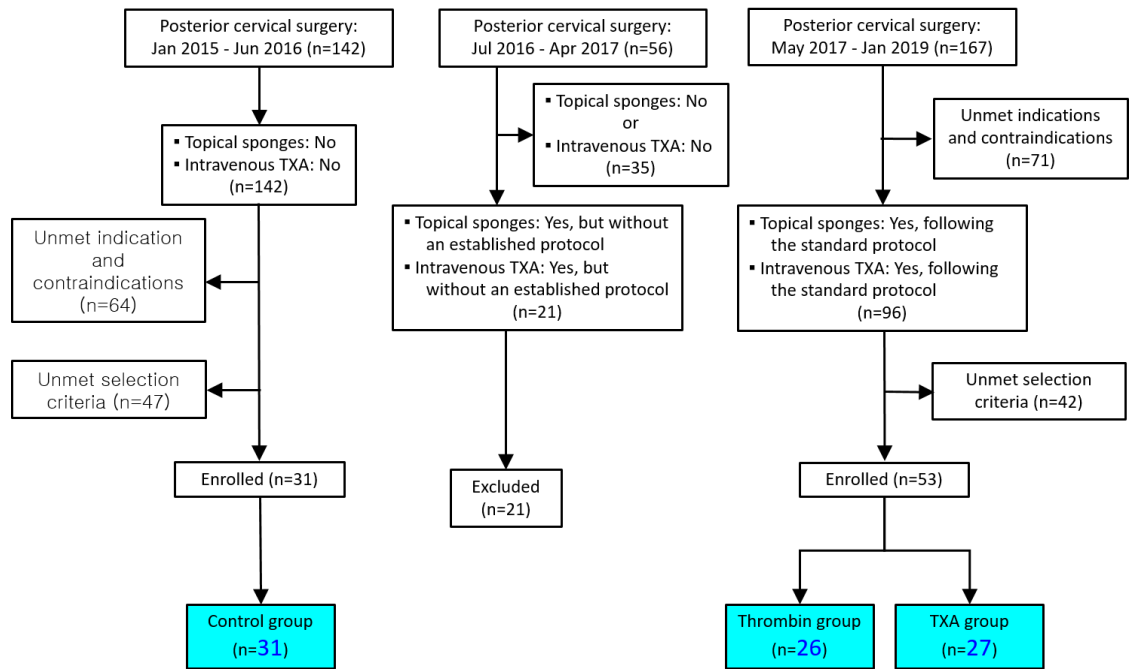 Posterior cervical surgery:
Jan 2015 - Jun 2016 (n=142)
▪ Topical sponges: No
▪ Intravenous TXA: No
(n=142)
Unmet indication
and
contraindications
(n=64)
Unmet selection
criteria (n=47)
Enrolled (n=31)
Control group
(n=31)
Posterior cervical surgery:
Jul 2016 - Apr 2017 (n=56)
▪ Topical sponges: No
or
▪ Intravenous TXA: No
(n=35)
▪ Topical sponges: Yes, but without
an established protocol
▪ Intravenous TXA: Yes, but
without an established protocol
(n=21)
Excluded
(n=21)
Posterior cervical surgery:
May 2017 - Jan 2019 (n=167)
Unmet indications
and contraindications
(n=71)
▪ Topical sponges: Yes, following
the standard protocol
▪ Intravenous TXA: Yes, following
the standard protocol
(n=96)
Unmet selection
criteria (n=42)
Enrolled (n=53)
Thrombin group
(n=26)
TXA group
(n=27)